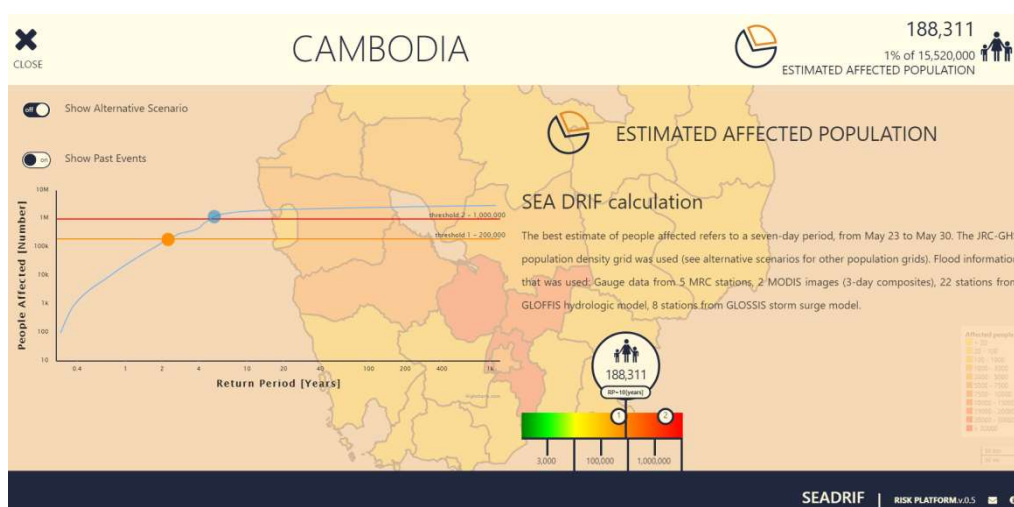 CLOSE
CAMBODIA
188,311
1% of 15,520,000
ESTIMATED AFFECTED POPULATION
off
Show Alternative Scenario
on
Show Past Events
ESTIMATED AFFECTED POPULATION
SEA DRIF calculation
The best estimate of people affected refers to a seven-day period, from May 23 to May 30. The JRC-GHS
population density grid was used (see alternative scenarios for other population grids). Flood information
that was used: Gauge data from 5 MRC stations, 2 MODIS images (3-day composites), 22 stations from
GLOFFIS hydrologic model, 8 stations from GLOSSIS storm surge model.
People Affected [Number]
10M
1M
100k
10k
1k
100
10
threshold 2 - 1,000,000
threshold 1 - 200,000
0.4
1
2
4
10
20
40
100
200
400
1k
Return Period [Years]
188,311
RP=10[years]
1
2
3,000
100,000
1,000,000
Affected people
SEADRIF | RISK PLATFORM.v.0.5